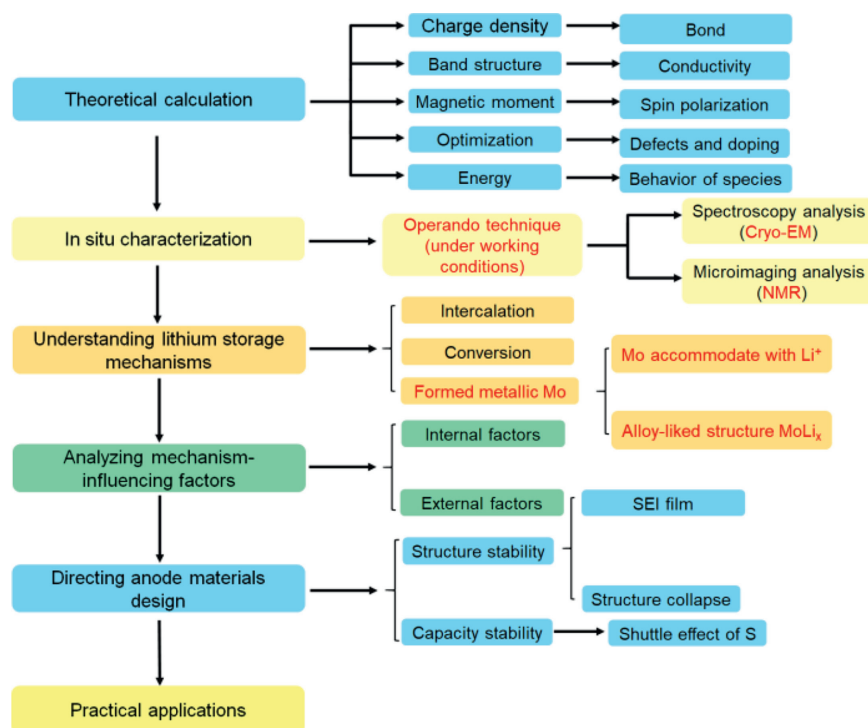 Theoretical calculation
Charge density
Bond
Band structure
Conductivity
Magnetic moment
Spin polarization
Optimization
Defects and doping
Energy
Behavior of species
In situ characterization
Operando technique
(under working
conditions)
Spectroscopy analysis
(Cryo-EM)
Microimaging analysis
(NMR)
Understanding lithium storage
mechanisms
Intercalation
Conversion
Formed metallic Mo
Mo accommodate with Li⁺
Alloy-liked structure MoLiₓ
Analyzing mechanism-
influencing factors
Internal factors
External factors
Directing anode materials
design
Structure stability
SEI film
Structure collapse
Capacity stability
Shuttle effect of S
Practical applications